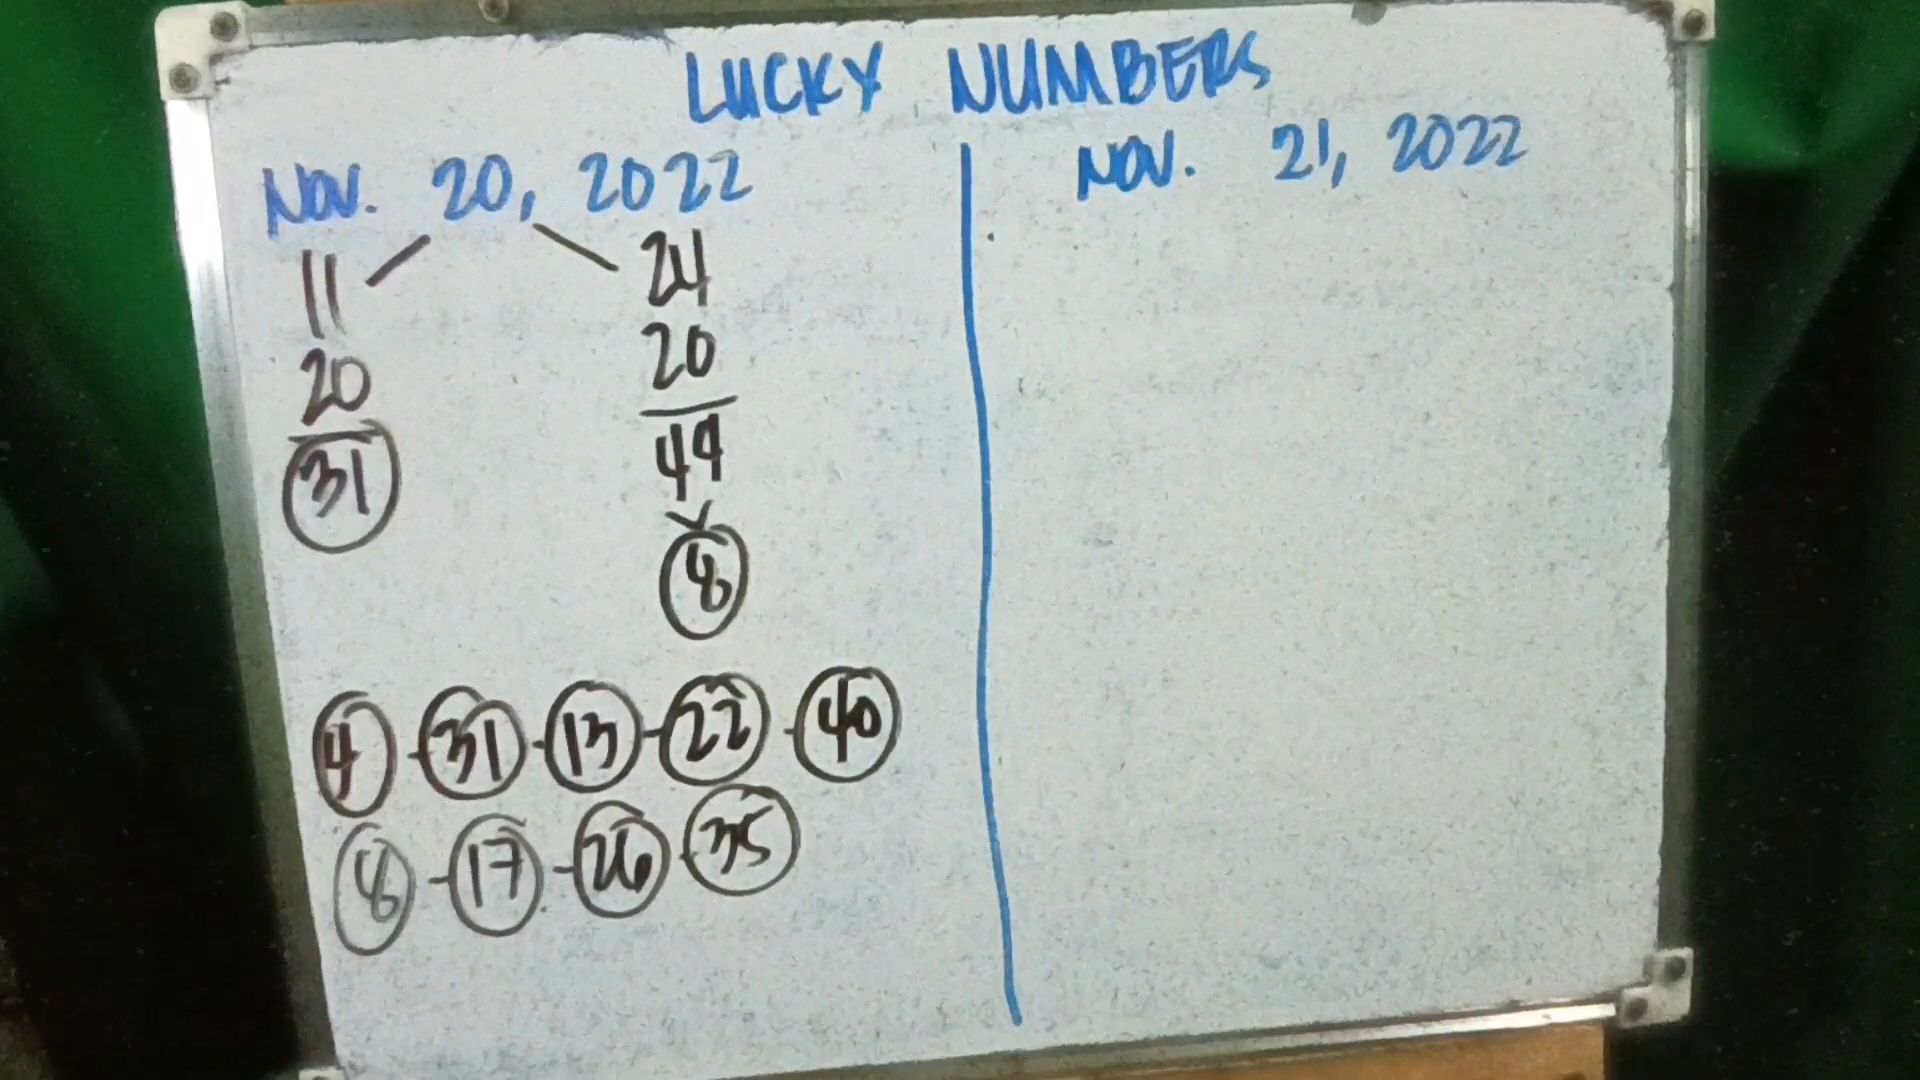 LUCKY NUMBERS
NOV. 20, 2022
11
20
31
24
20
44
8
4 - 31 - 13 - 22 - 40
8 - 17 - 26 - 35
NOV. 21, 2022